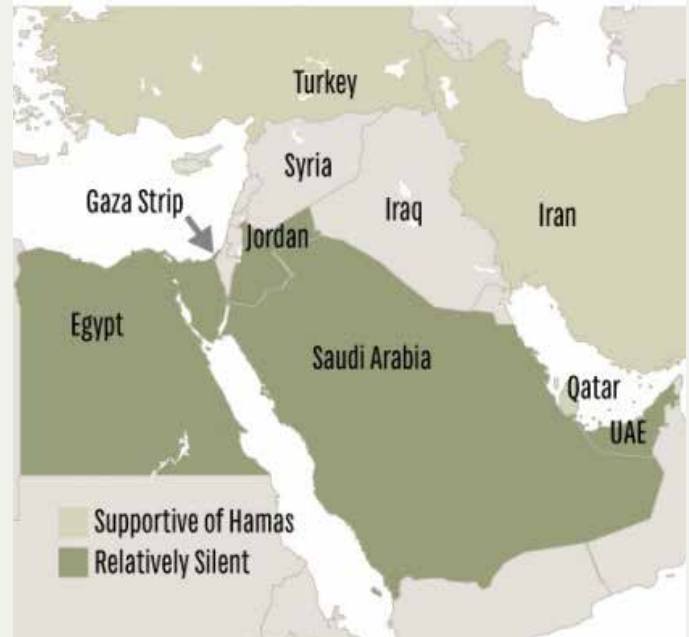 Turkey
Syria
Gaza Strip
Iraq
Iran
Jordan
Egypt
Saudi Arabia
Qatar
UAE
Supportive of Hamas
Relatively Silent